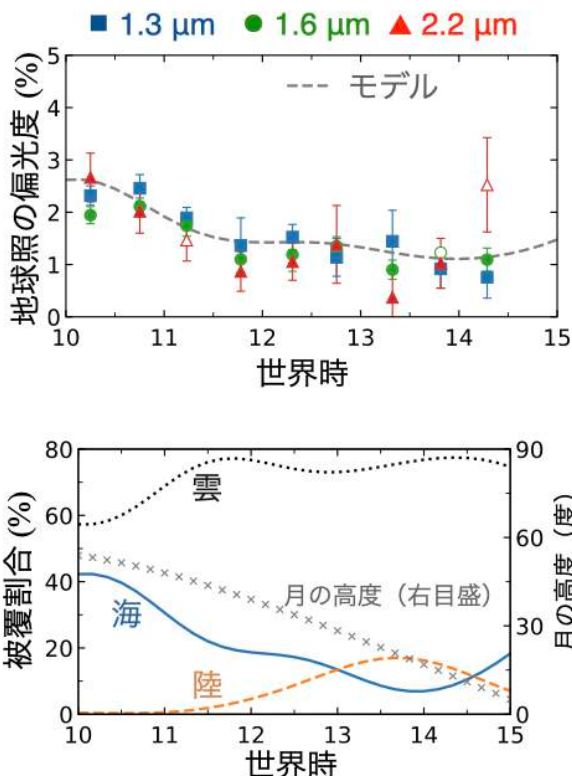 1.3 μm 1.6 μm 2.2 μm
地球照の偏光度 (%)
5
4
3
2
1
0
モデル
10 11 12 13 14 15
世界時
被覆割合 (%)
80
60
40
20
0
雲
海
陸
月の高度（右目盛）
90
60
30
0
月の高度 (度)
10 11 12 13 14 15
世界時